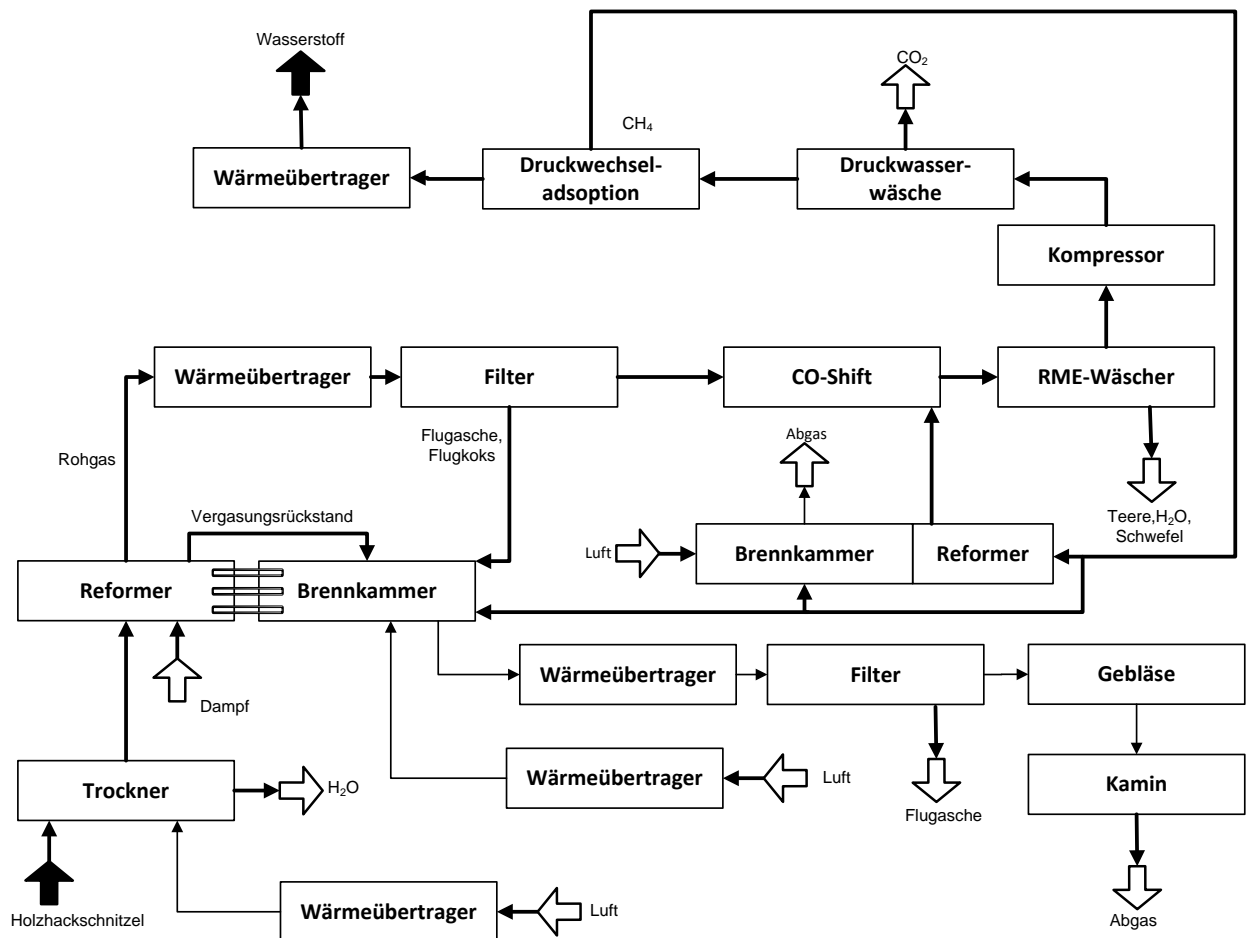 Wasserstoff
CO₂
CH₄
Wärmeübertrager
Druckwechsel-
adsoption
Druckwasser-
wäsche
Kompressor
Wärmeübertrager
Filter
CO-Shift
RME-Wäscher
Rohgas
Flugasche,
Flugkoks
Abgas
Teere,H₂O,
Schwefel
Vergasungsrückstand
Luft
Brennkammer
Reformer
Reformer
Brennkammer
Dampf
Wärmeübertrager
Filter
Gebläse
Trockner
H₂O
Wärmeübertrager
Luft
Flugasche
Kamin
Holzhackschnitzel
Wärmeübertrager
Luft
Abgas